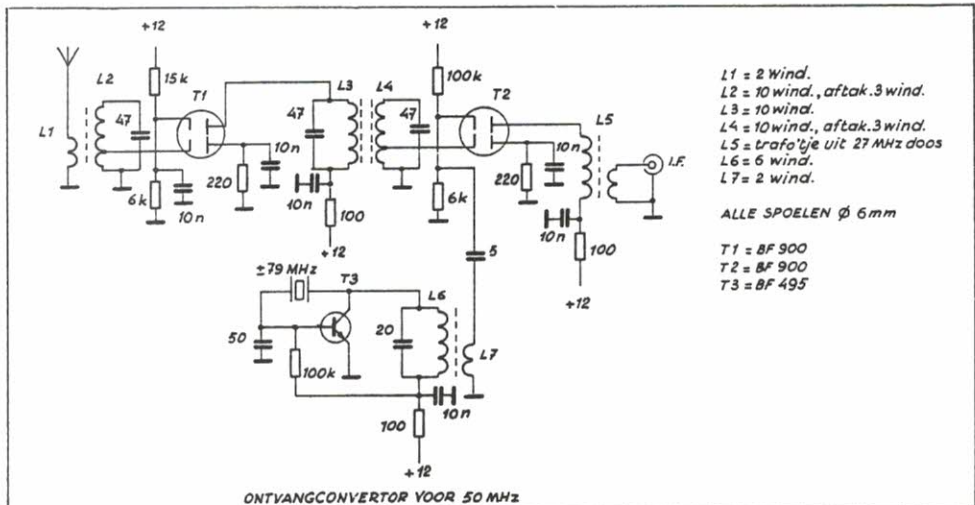 +12
+12
15k
L2
T1
L1
47
6k
10n
220
10n
L3
47
10n
100
+12
L4
47
100k
T2
6k
220
10n
5
L5
10n
100
+12
I.F.
±79 MHz
T3
50
100k
L6
20
L7
10n
100
+12
L1 = 2 Wind.
L2 = 10 wind., aftak. 3 wind.
L3 = 10 wind.
L4 = 10 wind., aftak. 3 wind.
L5 = trafo'tje uit 27 MHz doos
L6 = 6 wind.
L7 = 2 wind.
ALLE SPOELEN Ø 6mm
T1 = BF 900
T2 = BF 900
T3 = BF 495
ONTVANGCONVERTOR VOOR 50 MHz